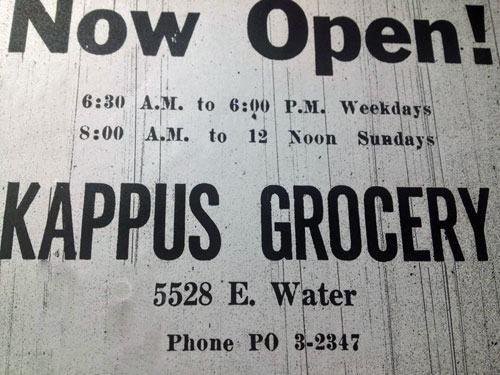 Now Open!
6:30 A.M. to 6:00 P.M. Weekdays
8:00 A.M. to 12 Noon Sundays
KAPPUS GROCERY
5528 E. Water
Phone PO 3-2347